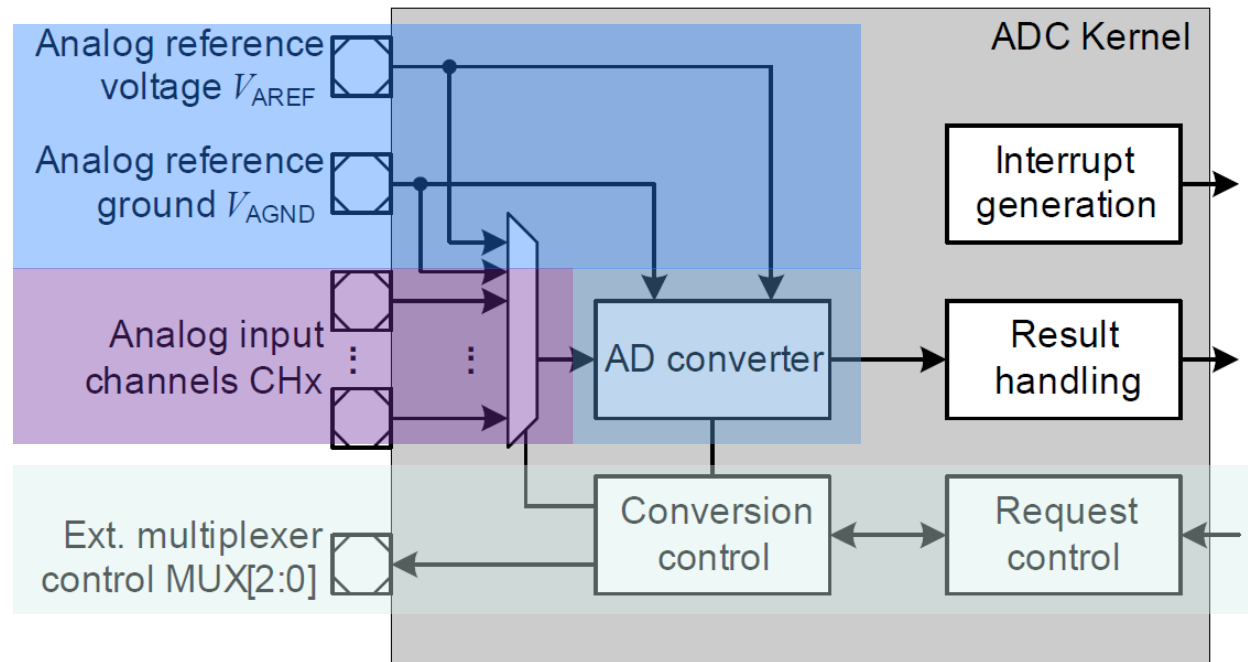 ADC Kernel
Analog reference
voltage VAREF
Analog reference
ground VAGND
Interrupt
generation
Analog input
channels CHx
⋮
⋮
AD converter
Result
handling
Ext. multiplexer
control MUX[2:0]
Conversion
control
Request
control